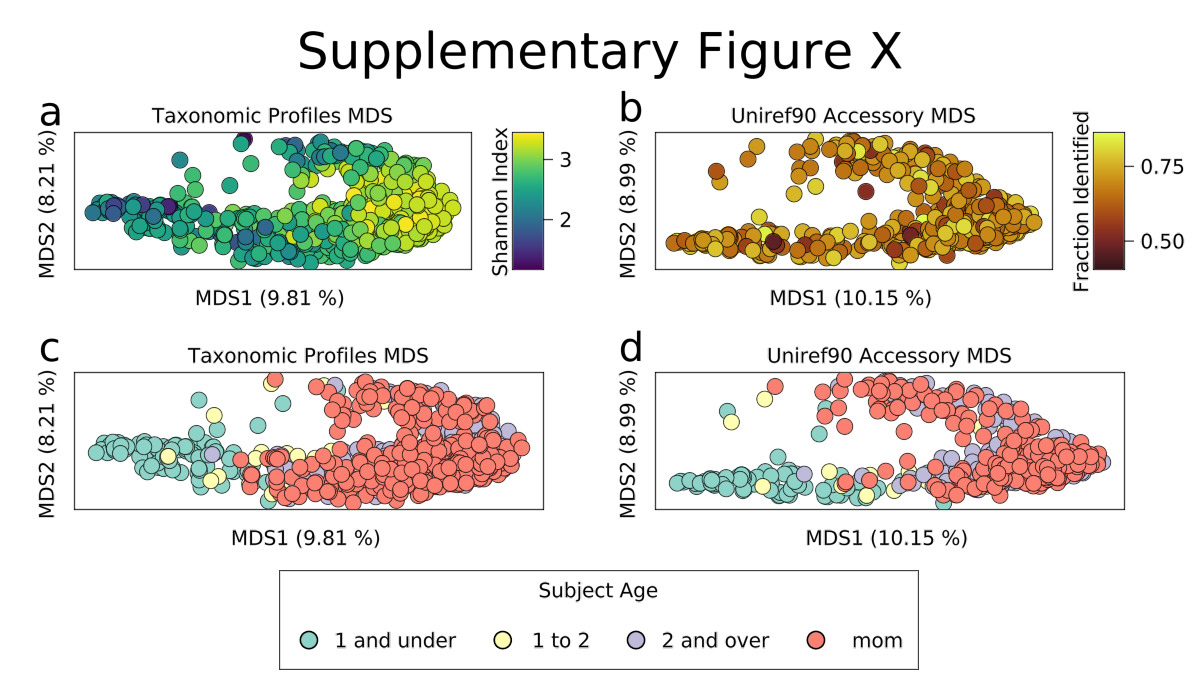 Supplementary Figure X
a
Taxonomic Profiles MDS
MDS2 (8.21 %)
MDS1 (9.81 %)
Shannon Index
3
2
b
Uniref90 Accessory MDS
MDS2 (8.99 %)
MDS1 (10.15 %)
Fraction Identified
0.75
0.50
c
Taxonomic Profiles MDS
MDS2 (8.21 %)
MDS1 (9.81 %)
d
Uniref90 Accessory MDS
MDS2 (8.99 %)
MDS1 (10.15 %)
Subject Age
1 and under
1 to 2
2 and over
mom